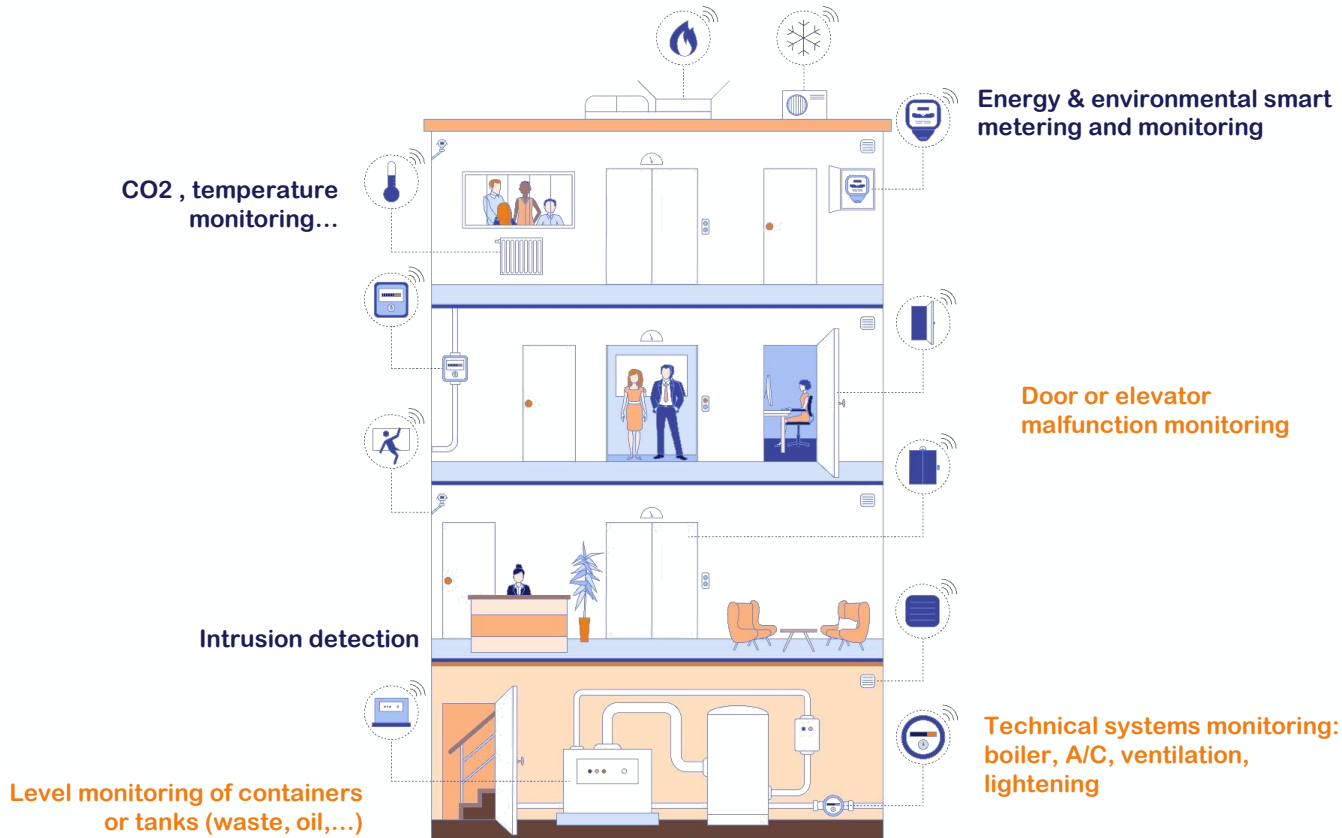 Energy & environmental smart
metering and monitoring
CO2 , temperature
monitoring...
Door or elevator
malfunction monitoring
Intrusion detection
Technical systems monitoring:
boiler, A/C, ventilation,
lightening
Level monitoring of containers
or tanks (waste, oil,...)